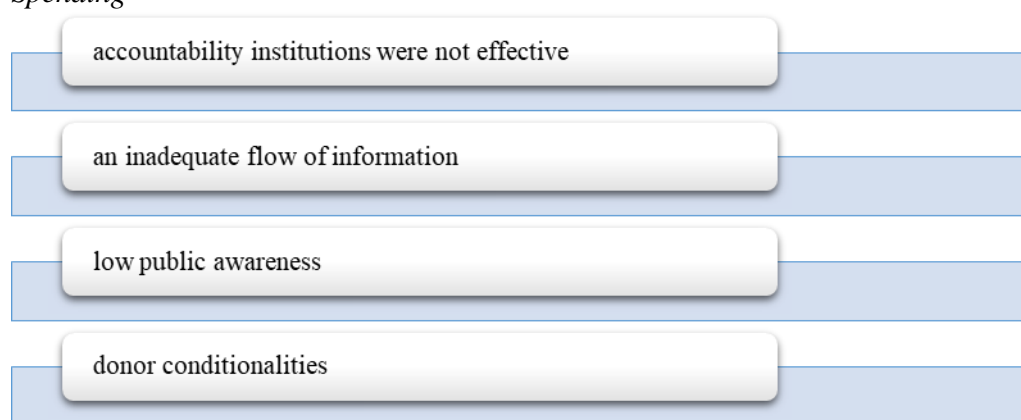 Spending
accountability institutions were not effective
an inadequate flow of information
low public awareness
donor conditionalities